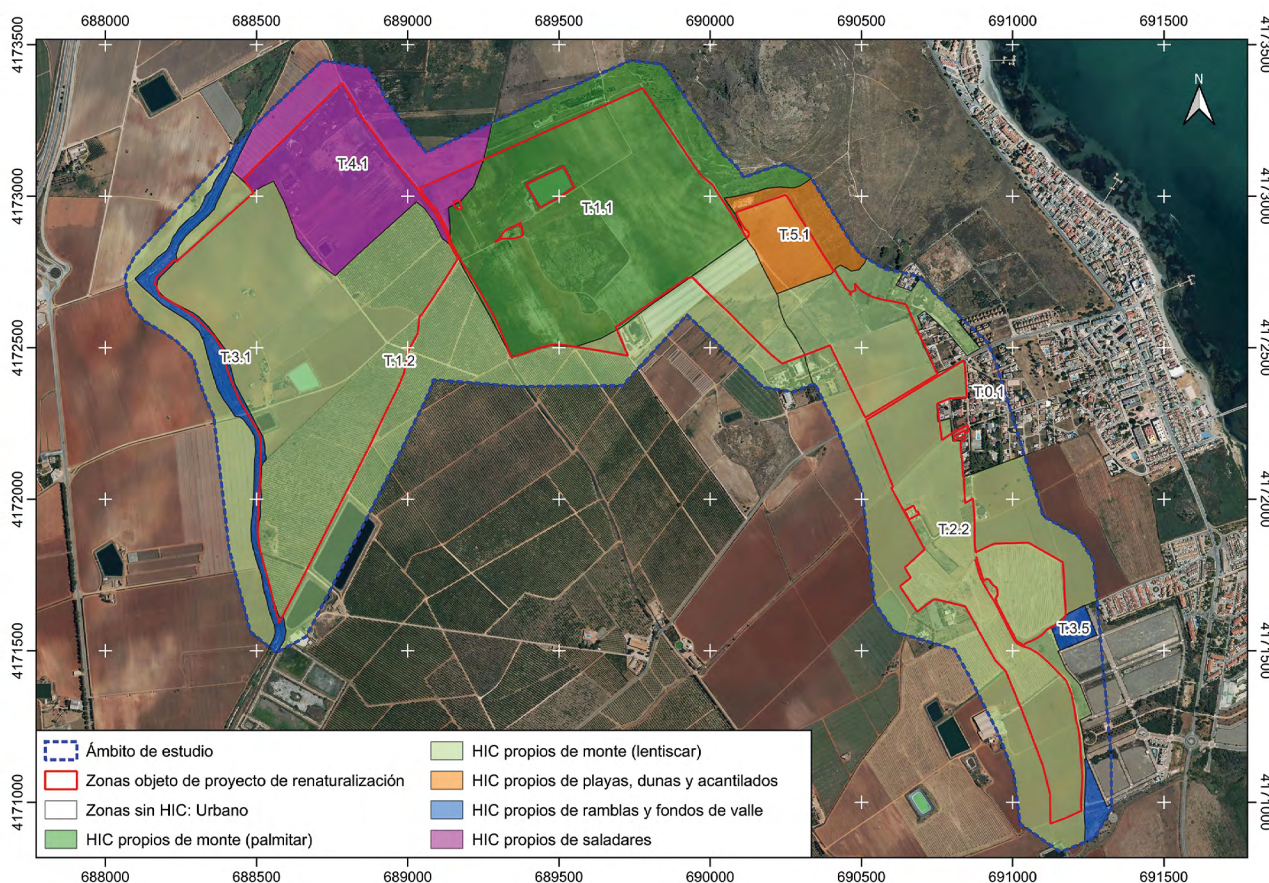 688000 688500 689000 689500 690000 690500 691000 691500
4173500 4173500
N
T:4.1
4173000 T:1.1 4173000
T:5.1
4172500 T:3.1 T:1.2 4172500
T:0.1
4172000 4172000
T:2.2
4171500 T:3.5 4171500
Ámbito de estudio
Zonas objeto de proyecto de renaturalización
Zonas sin HIC: Urbano
HIC propios de monte (palmitar)
HIC propios de monte (lentiscar)
HIC propios de playas, dunas y acantilados
HIC propios de ramblas y fondos de valle
HIC propios de saladares
4171000 4171000
688000 688500 689000 689500 690000 690500 691000 691500